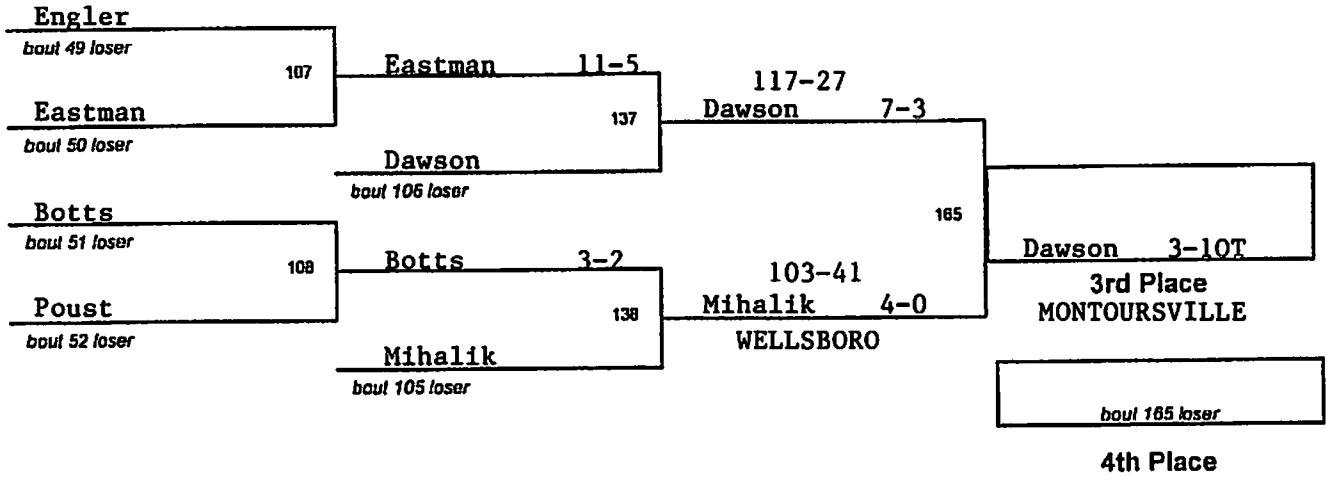 Engler
bout 49 loser
107
Eastman
bout 50 loser
Eastman 11-5
137
Dawson
bout 106 loser
Botts
bout 51 loser
108
Poust
bout 52 loser
Botts 3-2
138
Mihalik
bout 105 loser
117-27
Dawson 7-3
165
103-41
Mihalik 4-0
WELLSBORO
Dawson 3-1OT
3rd Place
MONTOURSVILLE
bout 165 loser
4th Place